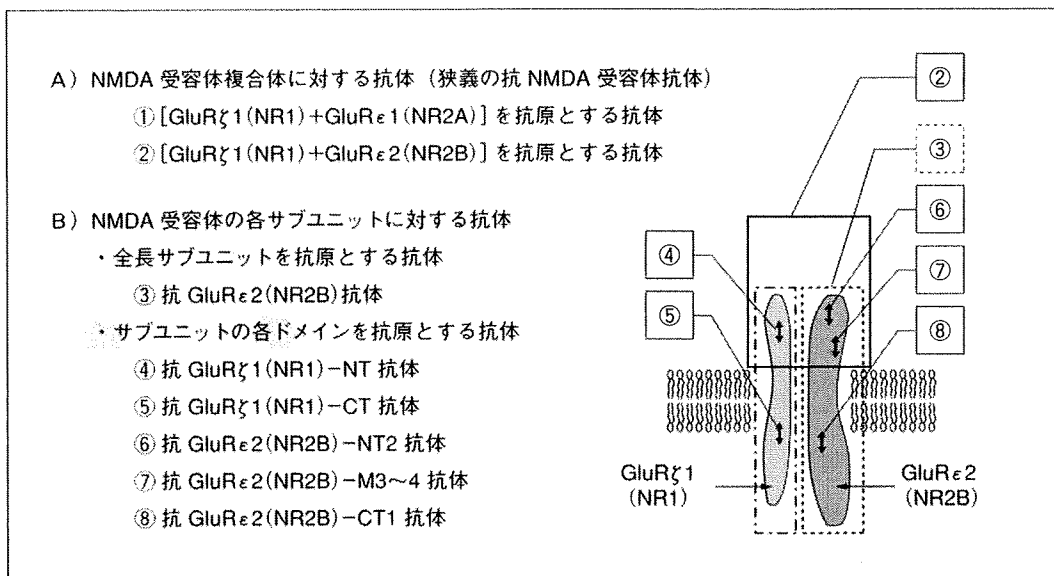 A) NMDA 受容体複合体に対する抗体（狭義の抗 NMDA 受容体抗体）
①[GluRζ1(NR1)+GluRε1(NR2A)] を抗原とする抗体
②[GluRζ1(NR1)+GluRε2(NR2B)] を抗原とする抗体
B) NMDA 受容体の各サブユニットに対する抗体
・全長サブユニットを抗原とする抗体
③ 抗 GluRε2(NR2B)抗体
・サブユニットの各ドメインを抗原とする抗体
④ 抗 GluRζ1(NR1)−NT 抗体
⑤ 抗 GluRζ1(NR1)−CT 抗体
⑥ 抗 GluRε2(NR2B)−NT2 抗体
⑦ 抗 GluRε2(NR2B)−M3〜4 抗体
⑧ 抗 GluRε2(NR2B)−CT1 抗体
②
③
⑥
④
⑦
⑤
⑧
GluRζ1
(NR1)
GluRε2
(NR2B)